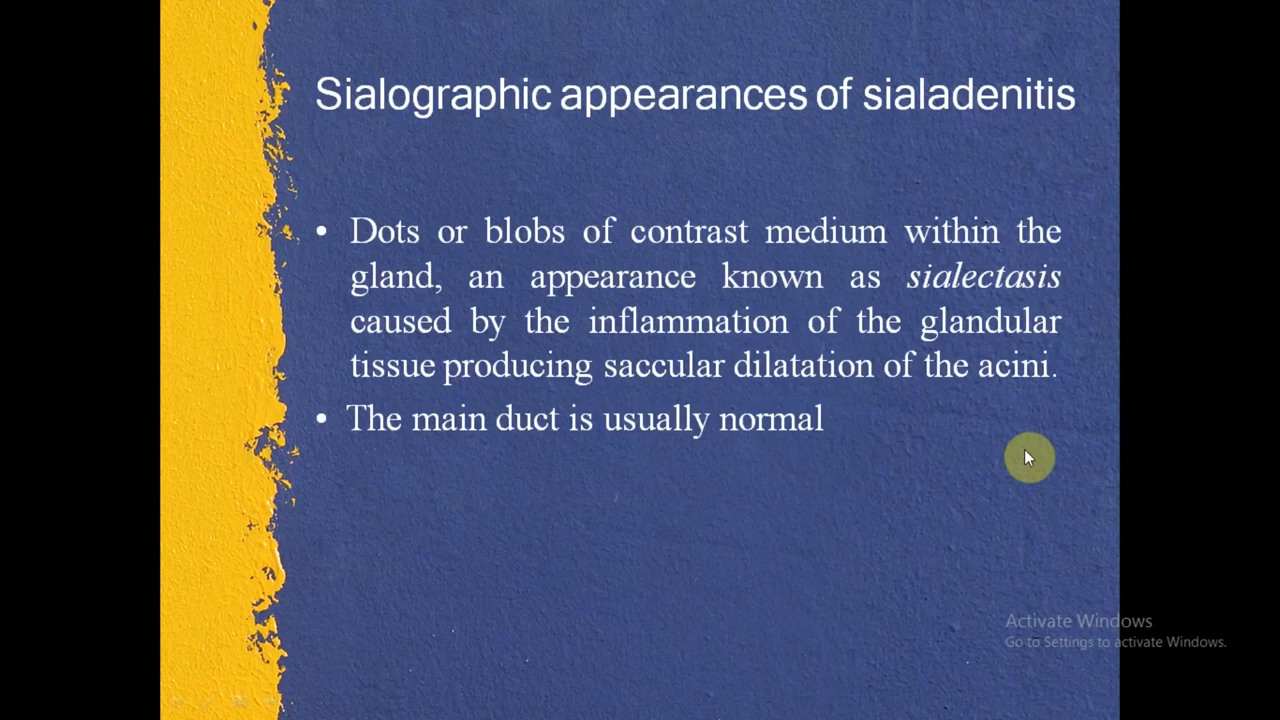 Sialographic appearances of sialadenitis
• Dots or blobs of contrast medium within the
gland, an appearance known as sialectasis
caused by the inflammation of the glandular
tissue producing saccular dilatation of the acini.
• The main duct is usually normal
Activate Windows
Go to Settings to activate Windows.